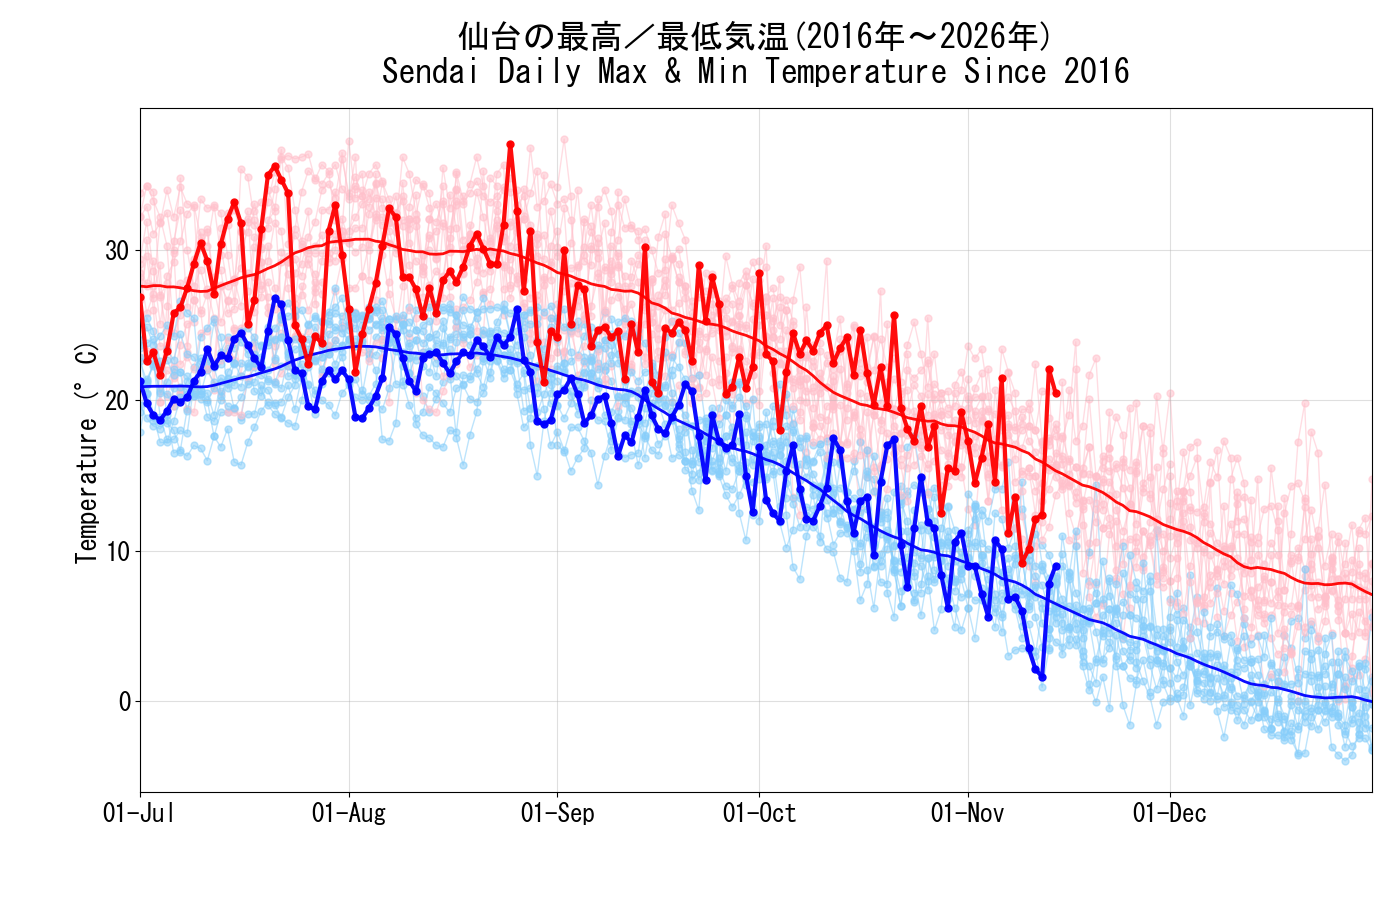 仙台の最高／最低気温(2016年～2026年)
Sendai Daily Max & Min Temperature Since 2016
Temperature (° C)
30
20
10
0
01-Jul 01-Aug 01-Sep 01-Oct 01-Nov 01-Dec